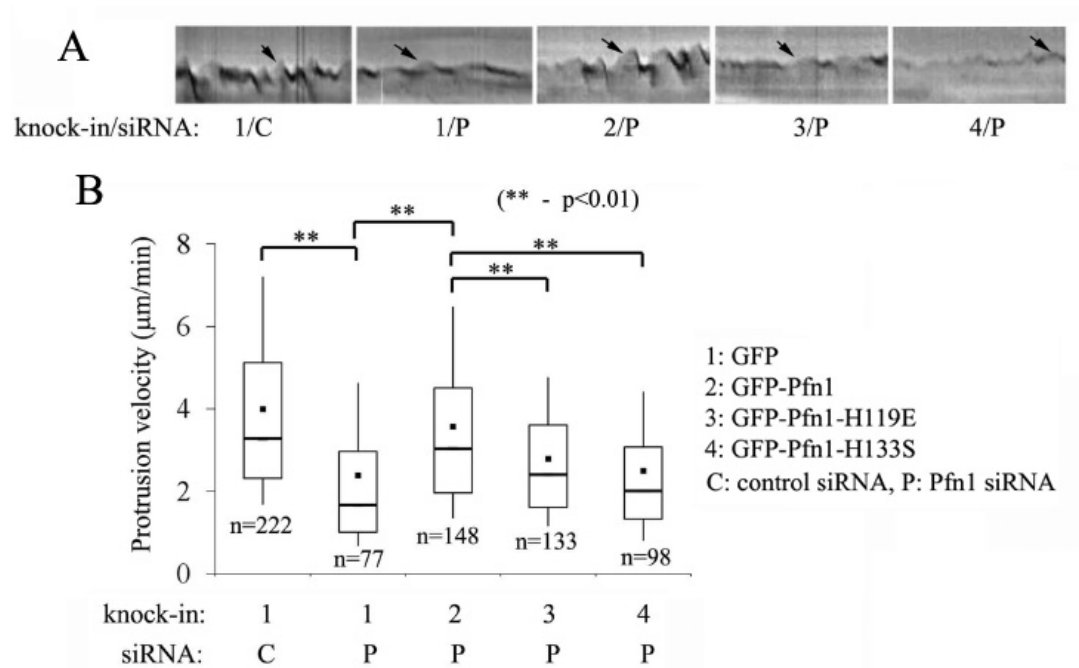 A
knock-in/siRNA: 1/C 1/P 2/P 3/P 4/P
B
(** - p<0.01)
**
**
**
**
Protrusion velocity (μm/min)
8
6
4
2
0
n=222
n=77
n=148
n=133
n=98
1: GFP
2: GFP-Pfn1
3: GFP-Pfn1-H119E
4: GFP-Pfn1-H133S
C: control siRNA, P: Pfn1 siRNA
knock-in: 1 1 2 3 4
siRNA: C P P P P